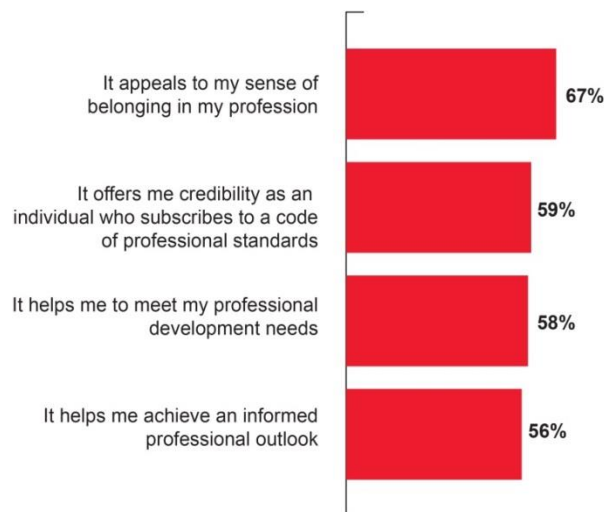 It appeals to my sense of
belonging in my profession
67%
It offers me credibility as an
individual who subscribes to a code
of professional standards
59%
It helps me to meet my professional
development needs
58%
It helps me achieve an informed
professional outlook
56%